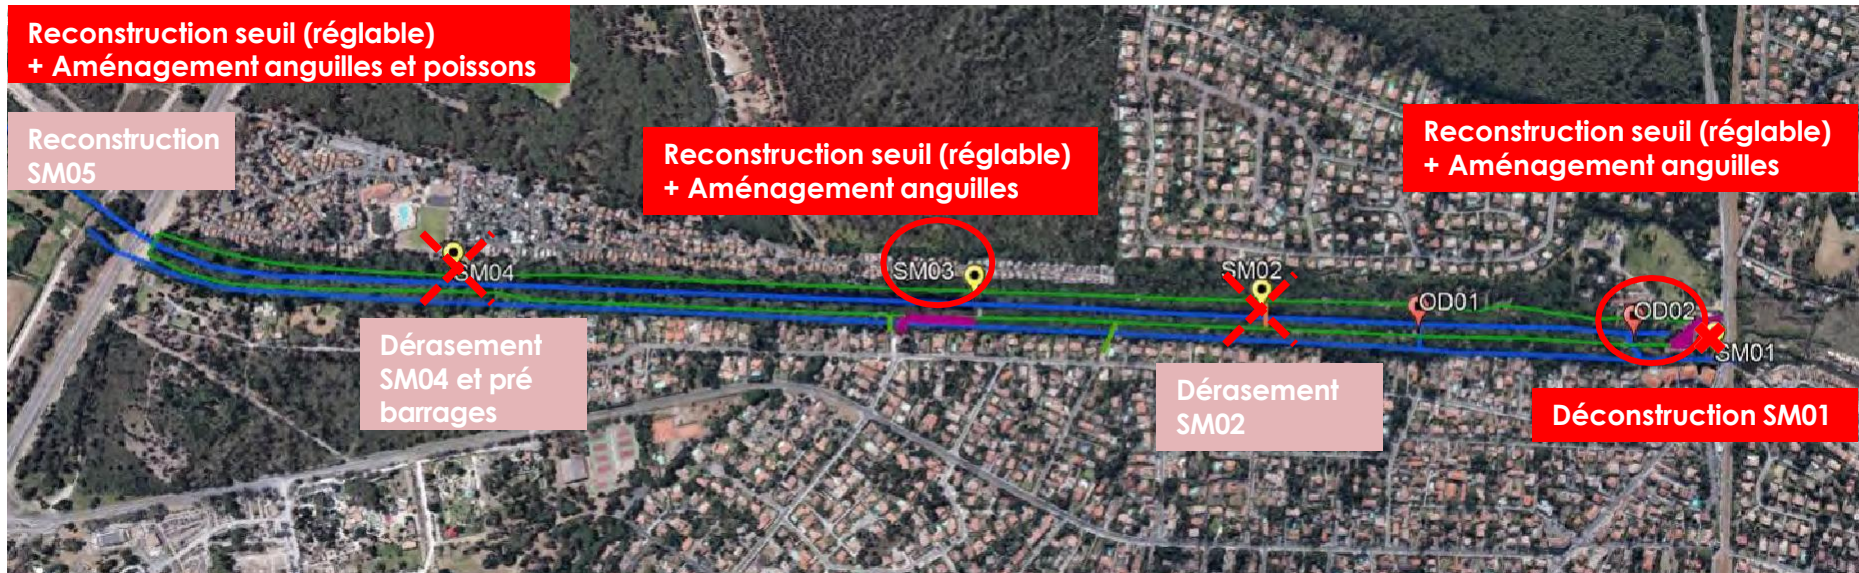 Reconstruction seuil (réglable)
+ Aménagement anguilles et poissons
Reconstruction
SM05
Reconstruction seuil (réglable)
+ Aménagement anguilles
Reconstruction seuil (réglable)
+ Aménagement anguilles
SM04
SM03
SM02
OD01
OD02
SM01
Dérasement
SM04 et pré
barrages
Dérasement
SM02
Déconstruction SM01